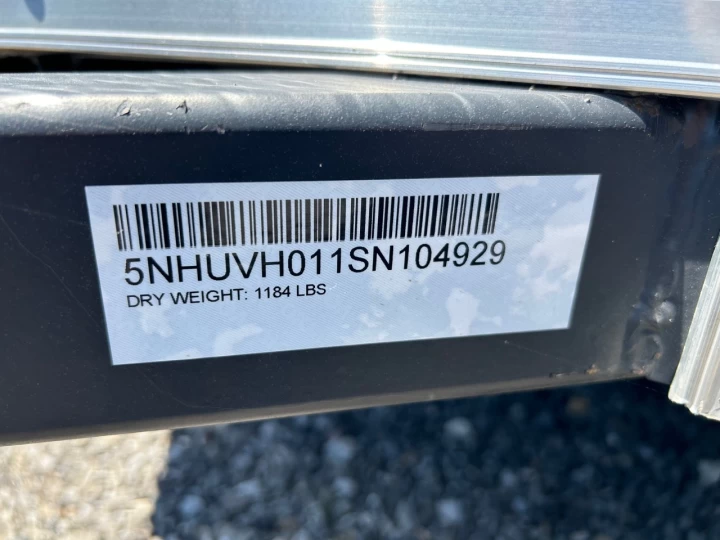 5NHUVH011SN104929
DRY WEIGHT: 1184 LBS